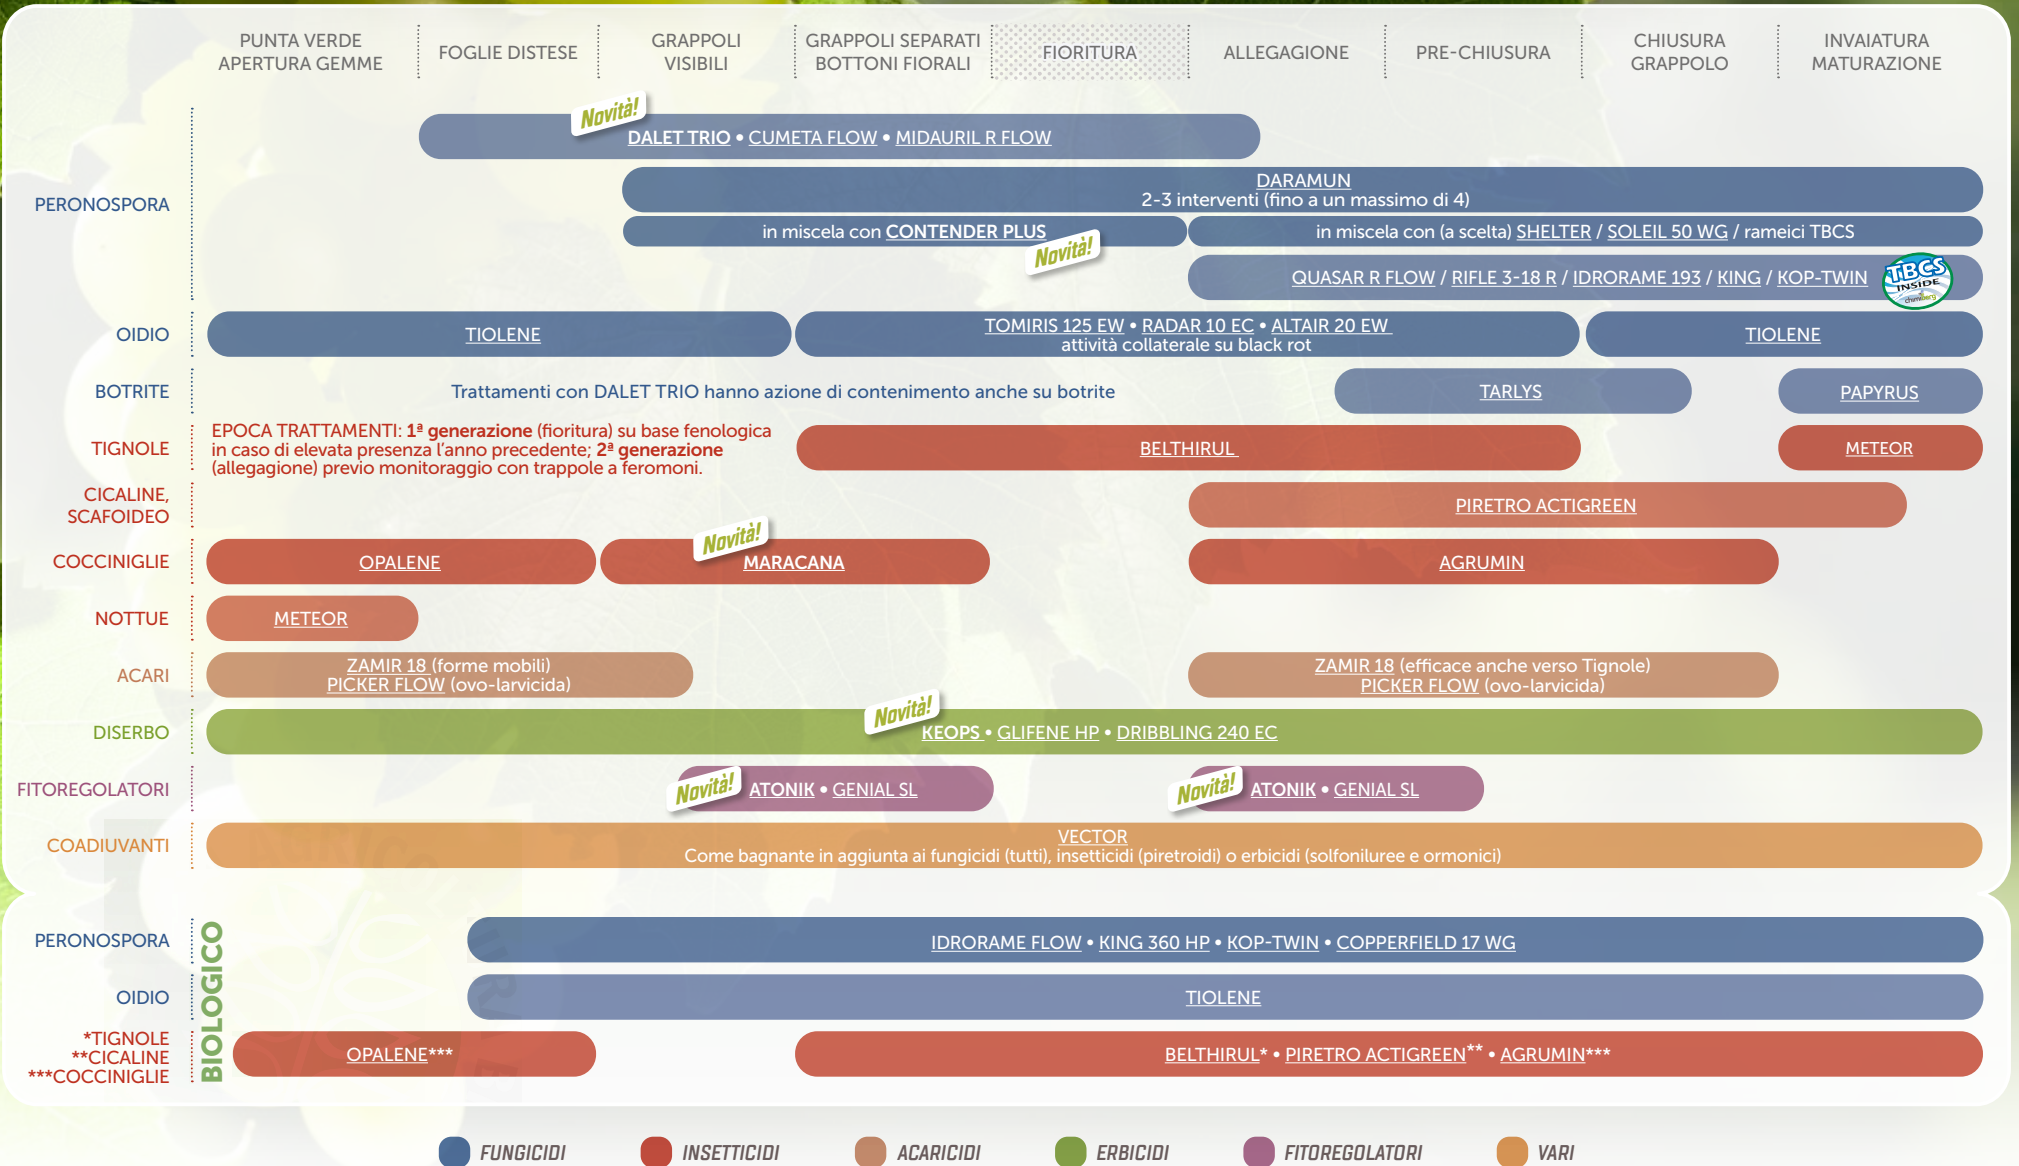 PUNTA VERDE
APERTURA GEMME
FOGLIE DISTESE
GRAPPOLI
VISIBILI
GRAPPOLI SEPARATI
BOTTONI FIORALI
FIORITURA
ALLEGAGIONE
PRE-CHIUSURA
CHIUSURA
GRAPPOLO
INVAIATURA
MATURAZIONE
PERONOSPORA
Novità!
DALET TRIO • CUMETA FLOW • MIDAURIL R FLOW
DARAMUN
2-3 interventi (fino a un massimo di 4)
in miscela con CONTENDER PLUS
Novità!
in miscela con (a scelta) SHELTER / SOLEIL 50 WG / rameici TBCS
QUASAR R FLOW / RIFLE 3-18 R / IDRORAME 193 / KING / KOP-TWIN
TBCS
INSIDE
OIDIO
TIOLENE
TOMIRIS 125 EW • RADAR 10 EC • ALTAIR 20 EW
attività collaterale su black rot
TIOLENE
BOTRITE
Trattamenti con DALET TRIO hanno azione di contenimento anche su botrite
TARLYS
PAPYRUS
TIGNOLE
EPOCA TRATTAMENTI: 1ª generazione (fioritura) su base fenologica
in caso di elevata presenza l'anno precedente; 2ª generazione
(allegagione) previo monitoraggio con trappole a feromoni.
BELTHIRUL
METEOR
CICALINE,
SCAFOIDEO
PIRETRO ACTIGREEN
COCCINIGLIE
OPALENE
Novità!
MARACANA
AGRUMIN
NOTTUE
METEOR
ACARI
ZAMIR 18 (forme mobili)
PICKER FLOW (ovo-larvicida)
ZAMIR 18 (efficace anche verso Tignole)
PICKER FLOW (ovo-larvicida)
DISERBO
Novità!
KEOPS • GLIFENE HP • DRIBBLING 240 EC
FITOREGOLATORI
Novità!
ATONIK • GENIAL SL
Novità!
ATONIK • GENIAL SL
COADIUVANTI
VECTOR
Come bagnante in aggiunta ai fungicidi (tutti), insetticidi (piretroidi) o erbicidi (solfoniluree e ormonici)
BIOLOGICO
PERONOSPORA
IDRORAME FLOW • KING 360 HP • KOP-TWIN • COPPERFIELD 17 WG
OIDIO
TIOLENE
*TIGNOLE
**CICALINE
***COCCINIGLIE
OPALENE***
BELTHIRUL* • PIRETRO ACTIGREEN** • AGRUMIN***
FUNGICIDI
INSETTICIDI
ACARICIDI
ERBICIDI
FITOREGOLATORI
VARI